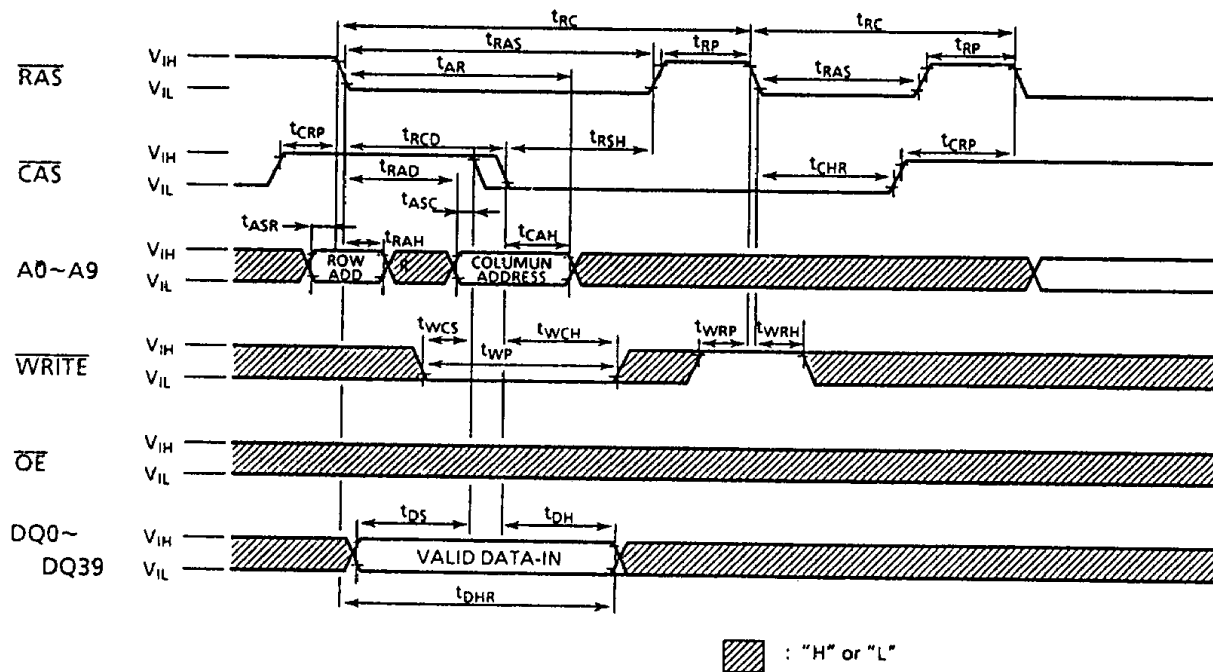 tRC tRC
tRAS tRP tRP
RAS VIH tAR tRAS
VIL
CAS VIH tCRP tRCD tRSH tCRP
VIL tRAD tCHR
tASC
tASR tRAH tCAH
A0~A9 VIH ROW ADD COLUMUN ADDRESS
VIL
tWCS tWCH tWRP tWRH
WRITE VIH tWP
VIL
OE VIH
VIL
tDS tDH
DQ0~ VIH VALID DATA-IN
DQ39 VIL
tDHR
: "H" or "L"